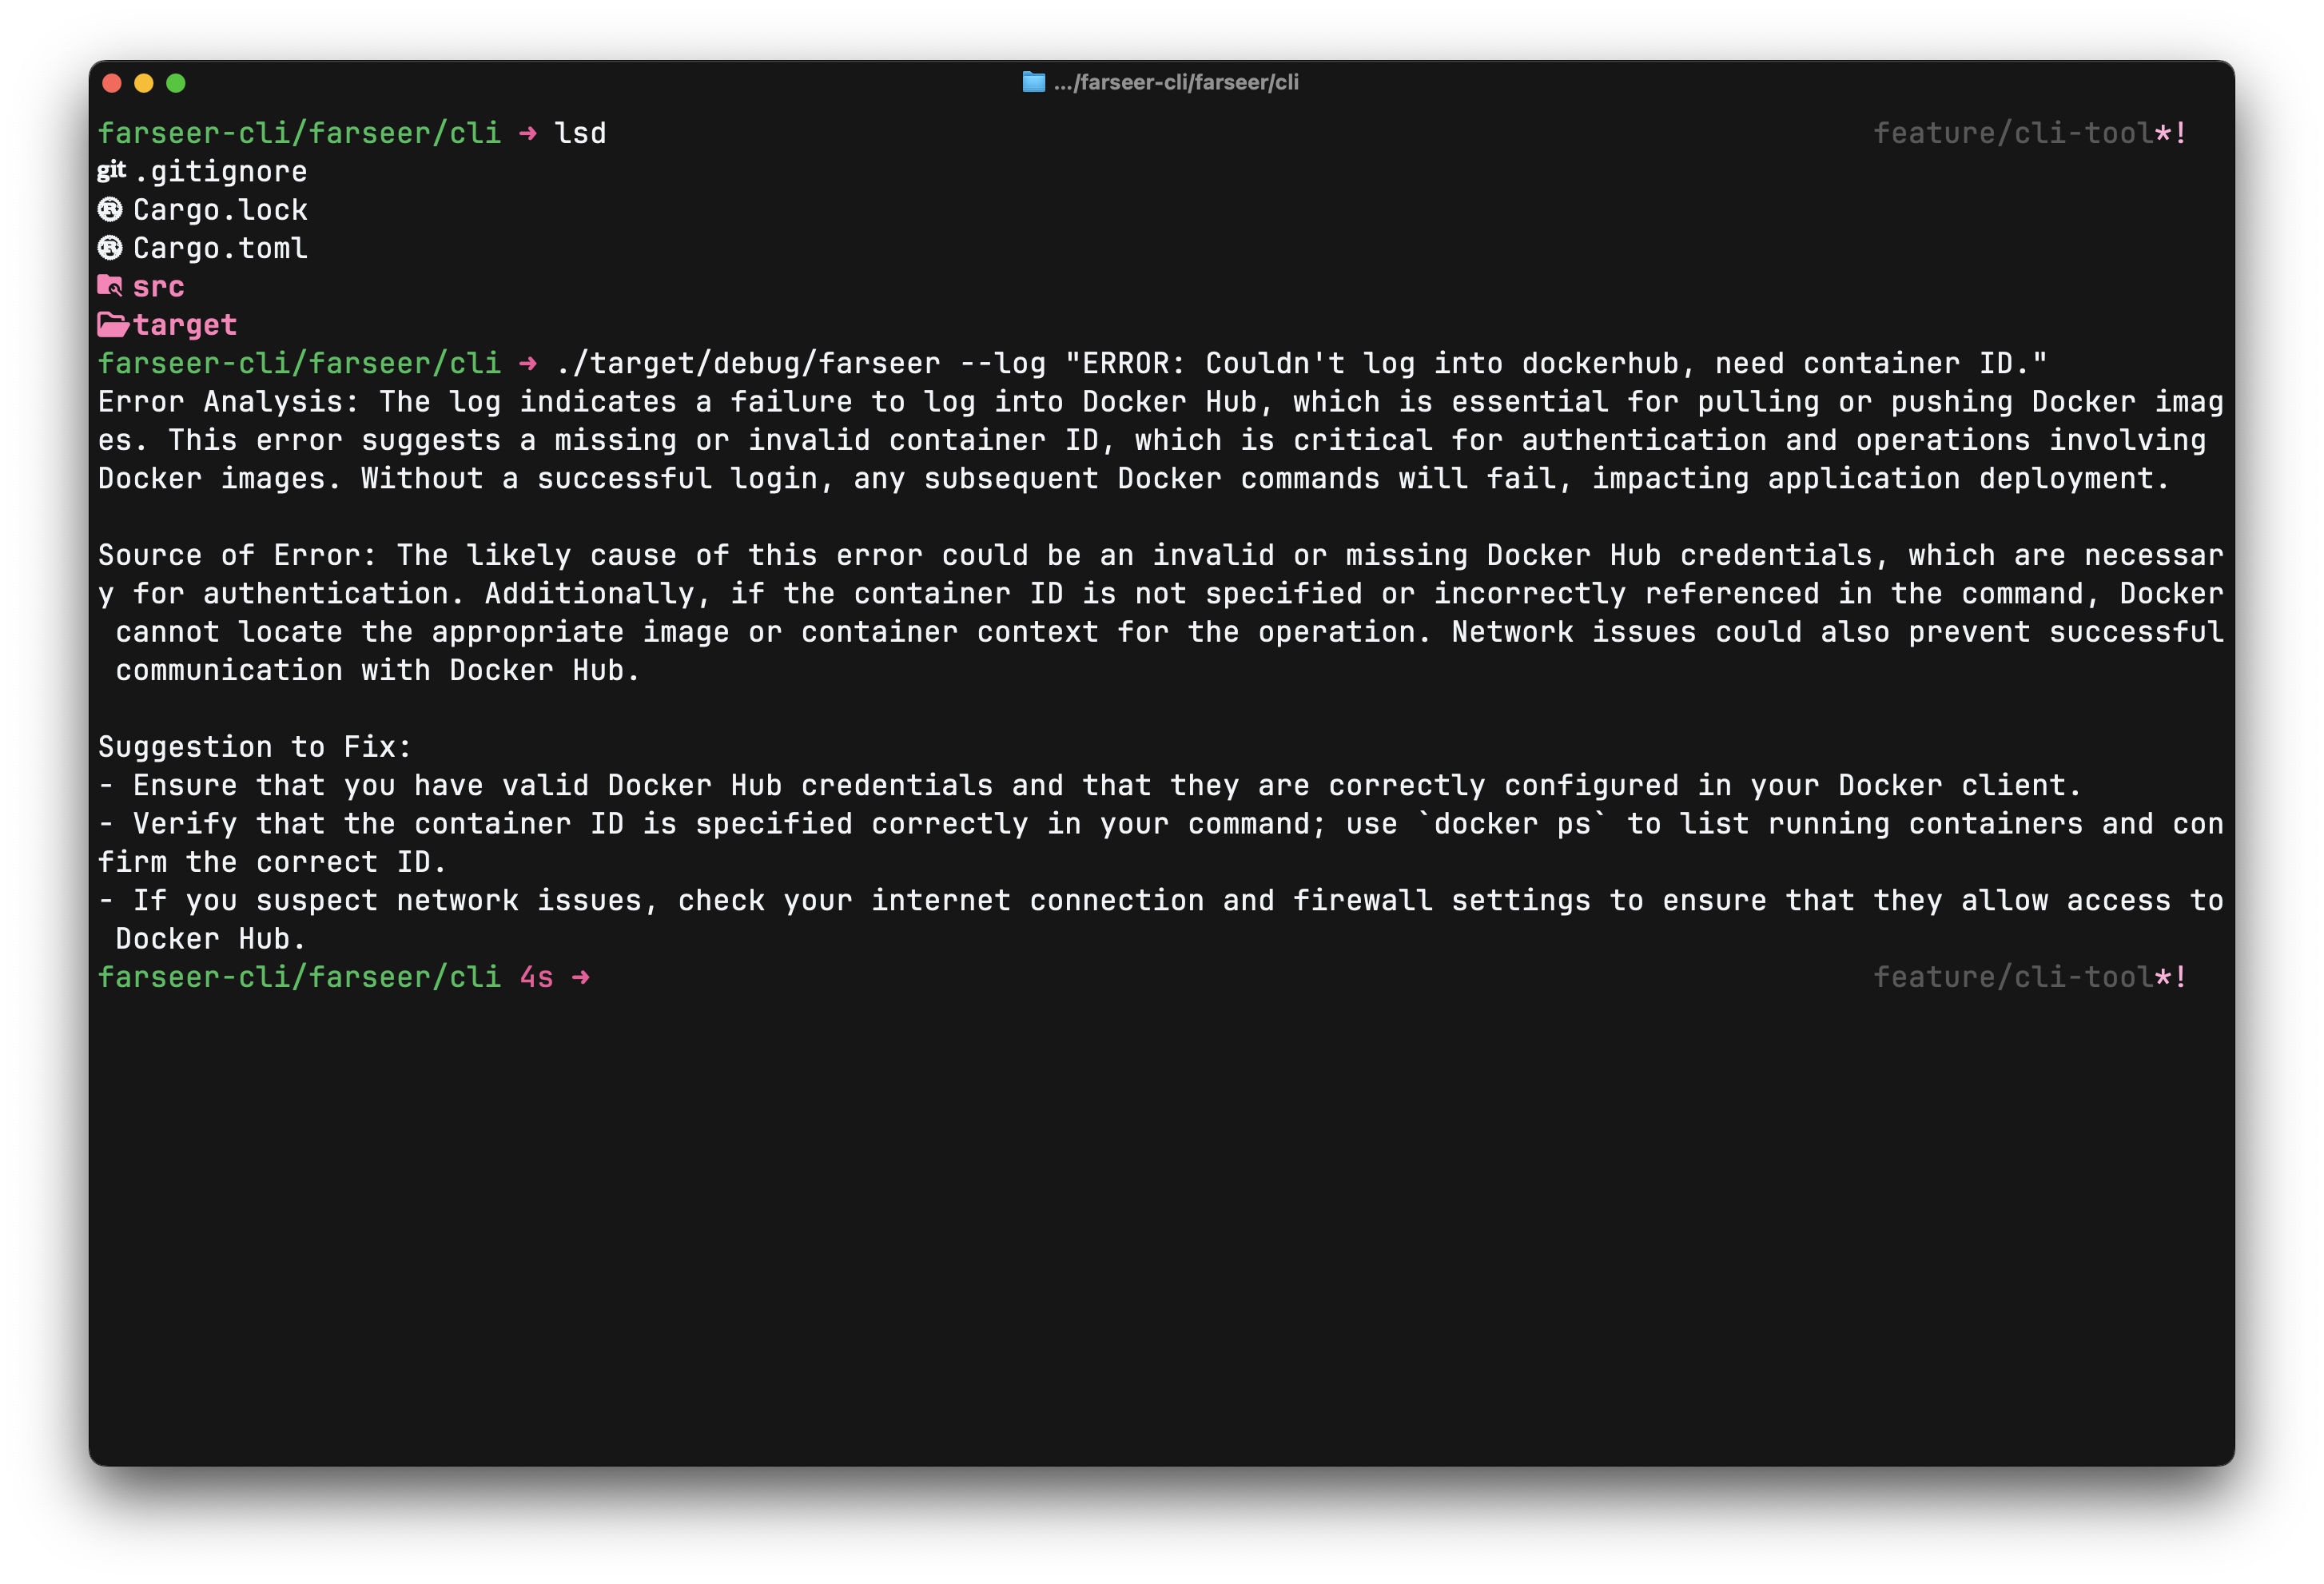 .../farseer-cli/farseer/cli
farseer-cli/farseer/cli ➜ lsd feature/cli-tool*!
git .gitignore
Cargo.lock
Cargo.toml
src
target
farseer-cli/farseer/cli ➜ ./target/debug/farseer --log "ERROR: Couldn't log into dockerhub, need container ID."
Error Analysis: The log indicates a failure to log into Docker Hub, which is essential for pulling or pushing Docker imag
es. This error suggests a missing or invalid container ID, which is critical for authentication and operations involving
Docker images. Without a successful login, any subsequent Docker commands will fail, impacting application deployment.
Source of Error: The likely cause of this error could be an invalid or missing Docker Hub credentials, which are necessar
y for authentication. Additionally, if the container ID is not specified or incorrectly referenced in the command, Docker
cannot locate the appropriate image or container context for the operation. Network issues could also prevent successful
communication with Docker Hub.
Suggestion to Fix:
- Ensure that you have valid Docker Hub credentials and that they are correctly configured in your Docker client.
- Verify that the container ID is specified correctly in your command; use `docker ps` to list running containers and con
firm the correct ID.
- If you suspect network issues, check your internet connection and firewall settings to ensure that they allow access to
Docker Hub.
farseer-cli/farseer/cli 4s ➜ feature/cli-tool*!